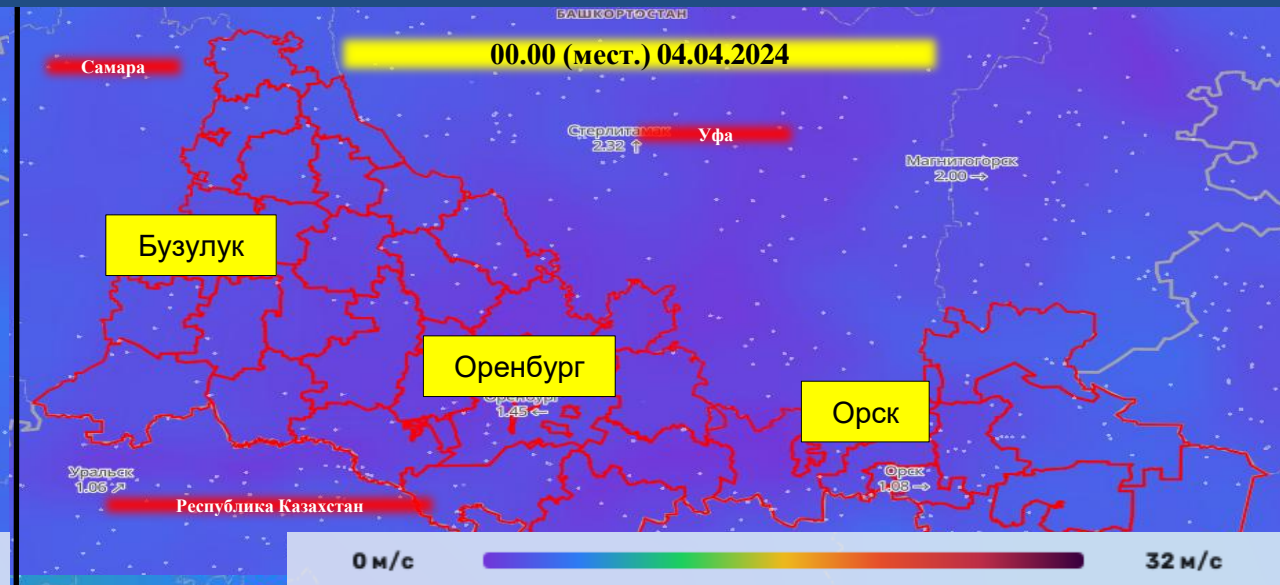 БАШКОРТОСТАН
00.00 (мест.) 04.04.2024
Самара
Стерлитамак
2.32 ↑
Уфа
Магнитогорск
2.00 →
Бузулук
Оренбург
Оренбург
1.45 ←
Орск
Уральск
1.06 ↗
Орск
1.08 →
Республика Казахстан
0 м/с
32 м/с